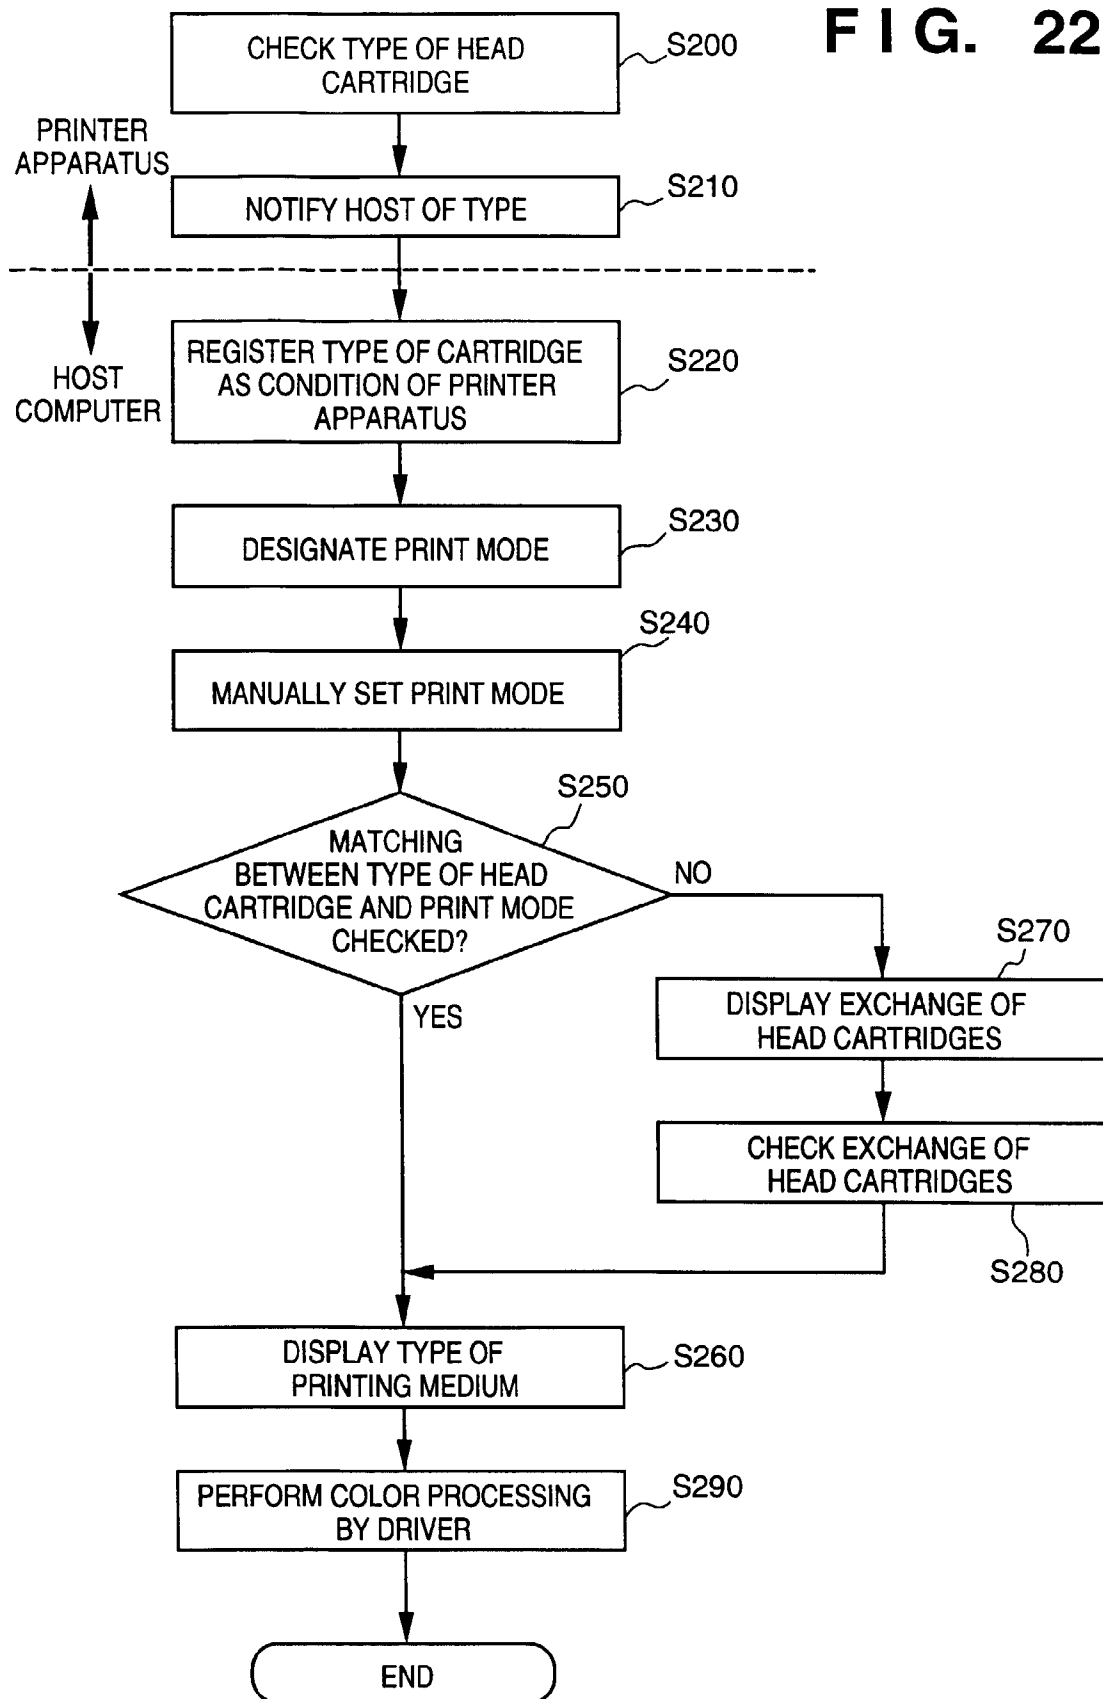 FIG. 22
CHECK TYPE OF HEAD
CARTRIDGE
S200
PRINTER
APPARATUS
NOTIFY HOST OF TYPE
S210
HOST
COMPUTER
REGISTER TYPE OF CARTRIDGE
AS CONDITION OF PRINTER
APPARATUS
S220
DESIGNATE PRINT MODE
S230
MANUALLY SET PRINT MODE
S240
MATCHING
BETWEEN TYPE OF HEAD
CARTRIDGE AND PRINT MODE
CHECKED?
S250
NO
YES
DISPLAY EXCHANGE OF
HEAD CARTRIDGES
S270
CHECK EXCHANGE OF
HEAD CARTRIDGES
S280
DISPLAY TYPE OF
PRINTING MEDIUM
S260
PERFORM COLOR PROCESSING
BY DRIVER
S290
END